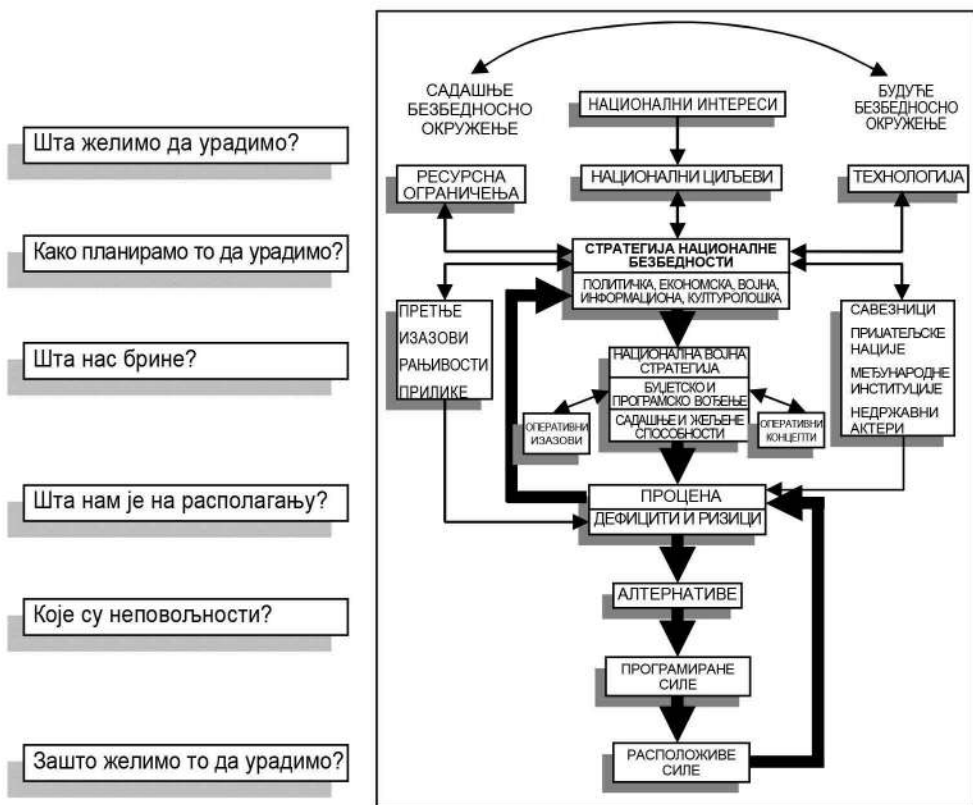 Шта желимо да урадимо?
Како планирамо то да урадимо?
Шта нас брине?
Шта нам је на располагању?
Које су неповољности?
Зашто желимо то да урадимо?
САДАШЊЕ
БЕЗБЕДНОСНО
ОКРУЖЕЊЕ
НАЦИОНАЛНИ ИНТЕРЕСИ
БУДУЋЕ
БЕЗБЕДНОСНО
ОКРУЖЕЊЕ
РЕСУРСНА
ОГРАНИЧЕЊА
НАЦИОНАЛНИ ЦИЉЕВИ
ТЕХНОЛОГИЈА
СТРАТЕГИЈА НАЦИОНАЛНЕ
БЕЗБЕДНОСТИ
ПОЛИТИЧКА, ЕКОНОМСКА, ВОЈНА,
ИНФОРМАЦИОНА, КУЛТУРОЛОШКА
ПРЕТЊЕ
ИЗАЗОВИ
РАЊИВОСТИ
ПРИЛИКЕ
САВЕЗНИЦИ
ПРИЈАТЕЉСКЕ
НАЦИЈЕ
МЕЂУНАРОДНЕ
ИНСТИТУЦИЈЕ
НЕДРЖАВНИ
АКТЕРИ
НАЦИОНАЛНА ВОЈНА
СТРАТЕГИЈА
БУЈЕТСКО И
ПРОГРАМСКО ВОЂЕЊЕ
САДАШЊЕ И ЖЕЉЕНЕ
СПОСОБНОСТИ
ОПЕРАТИВНИ
ИЗАЗОВИ
ОПЕРАТИВНИ
КОНЦЕПТИ
ПРОЦЕНА
ДЕФИЦИТИ И РИЗИЦИ
АЛТЕРНАТИВЕ
ПРОГРАМИРАНЕ
СИЛЕ
РАСПОЛОЖИВЕ
СИЛЕ